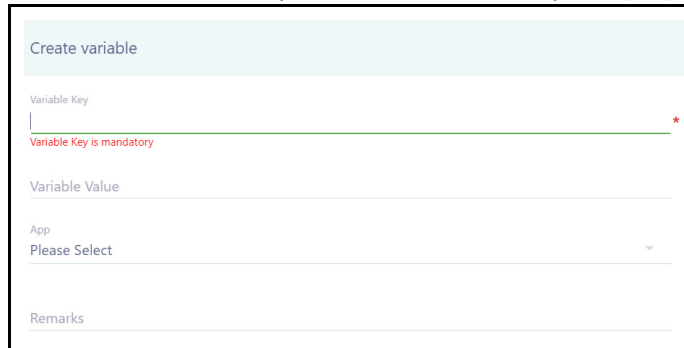 Create variable
Variable Key
*
Variable Key is mandatory
Variable Value
App
Please Select
Remarks